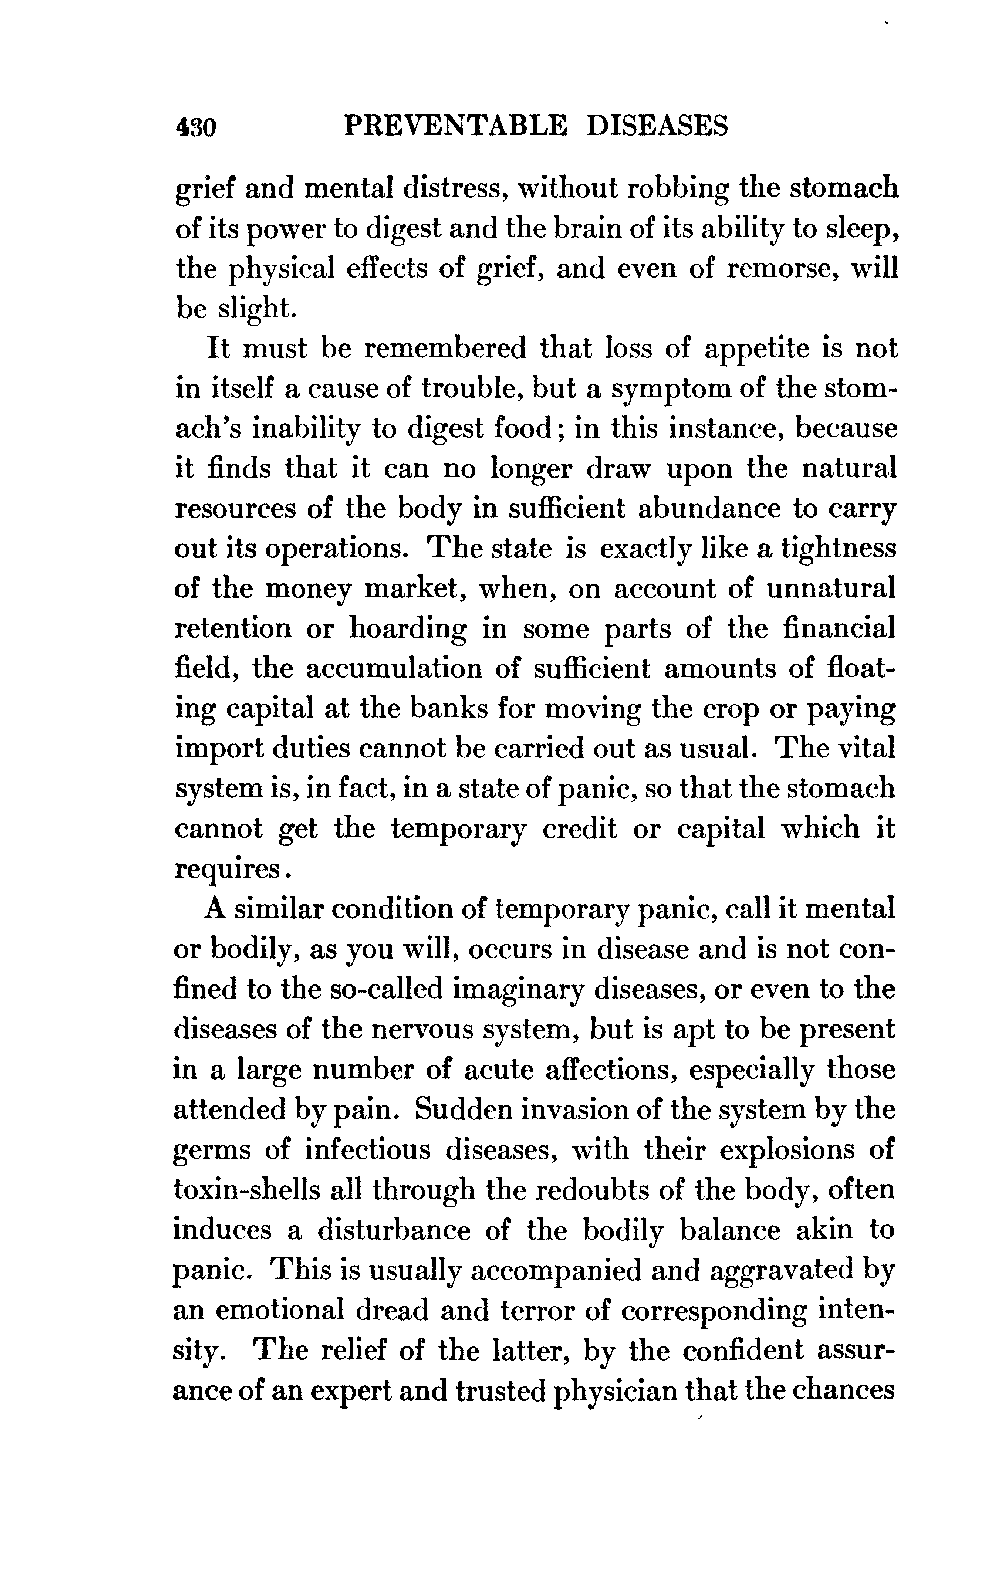 430 PREVENTABLE DISEASES
grief and mental distress, without robbing the stomach
of its power to digest and the brain of its ability to sleep,
the physical effects of grief, and even of remorse, will
be slight.
It must be remembered that loss of appetite is not
in itself a cause of trouble, but a symptom of the stom-
ach's inability to digest food; in this instance, because
it finds that it can no longer draw upon the natural
resources of the body in sufficient abundance to carry
out its operations. The state is exactly like a tightness
of the money market, when, on account of unnatural
retention or hoarding in some parts of the financial
field, the accumulation of sufficient amounts of float-
ing capital at the banks for moving the crop or paying
import duties cannot be carried out as usual. The vital
system is, in fact, in a state of panic, so that the stomach
cannot get the temporary credit or capital which it
requires.
A similar condition of temporary panic, call it mental
or bodily, as you will, occurs in disease and is not con-
fined to the so-called imaginary diseases, or even to the
diseases of the nervous system, but is apt to be present
in a large number of acute affections, especially those
attended by pain. Sudden invasion of the system by the
germs of infectious diseases, with their explosions of
toxin-shells all through the redoubts of the body, often
induces a disturbance of the bodily balance akin to
panic. This is usually accompanied and aggravated by
an emotional dread and terror of corresponding inten-
sity. The relief of the latter, by the confident assur-
ance of an expert and trusted physician that the chances